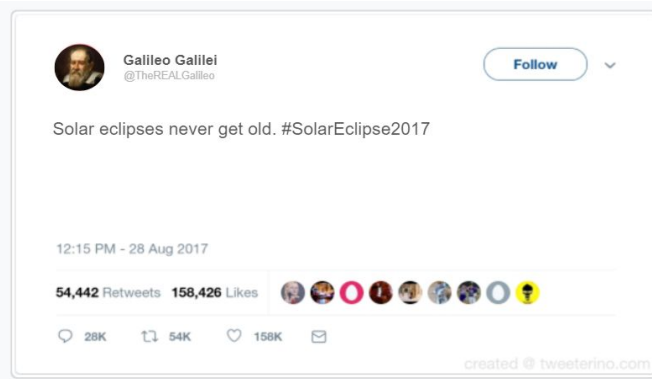 Galileo Galilei
@TheREALGalileo
Follow
Solar eclipses never get old. #SolarEclipse2017
12:15 PM - 28 Aug 2017
54,442 Retweets 158,426 Likes
28K 54K 158K
created @ tweeterino.com